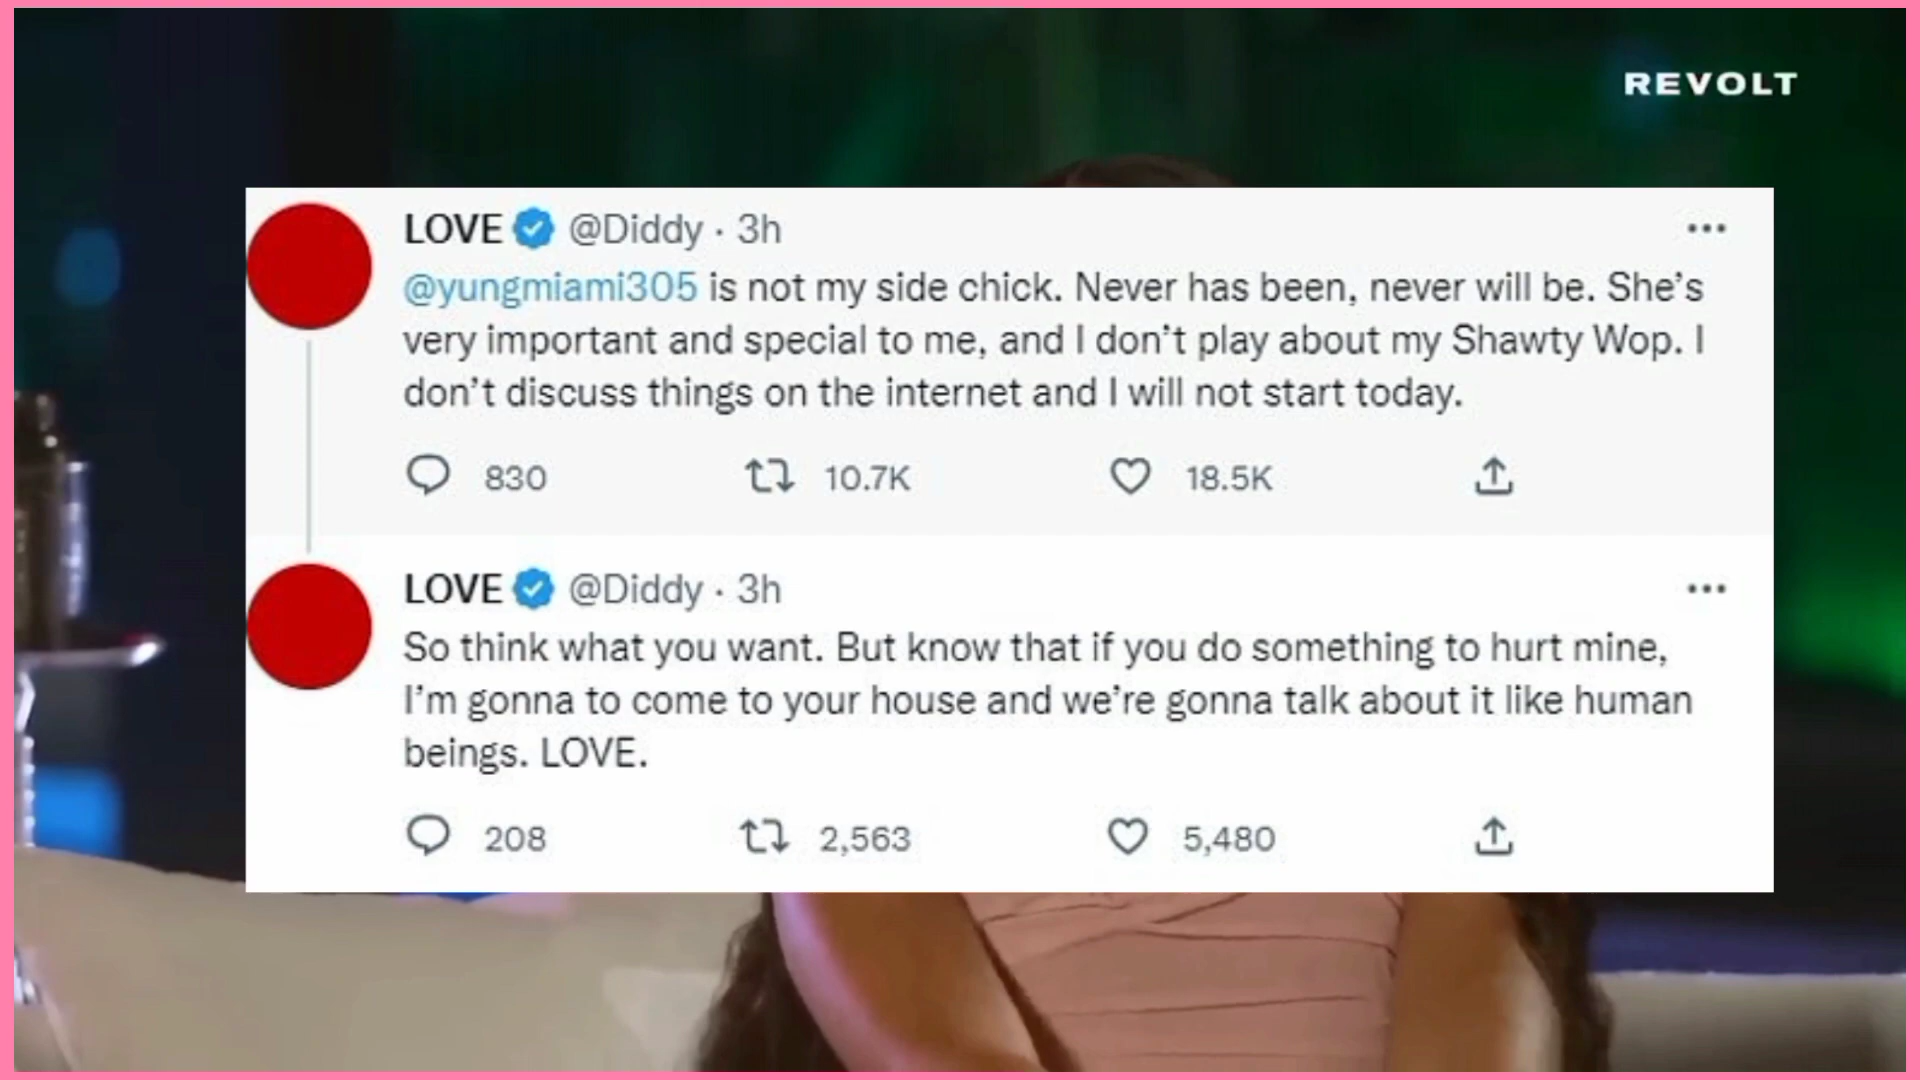 REVOLT
LOVE @Diddy · 3h
@yungmiami305 is not my side chick. Never has been, never will be. She's
very important and special to me, and I don't play about my Shawty Wop. I
don't discuss things on the internet and I will not start today.
830 10.7K 18.5K
LOVE @Diddy · 3h
So think what you want. But know that if you do something to hurt mine,
I'm gonna to come to your house and we're gonna talk about it like human
beings. LOVE.
208 2,563 5,480